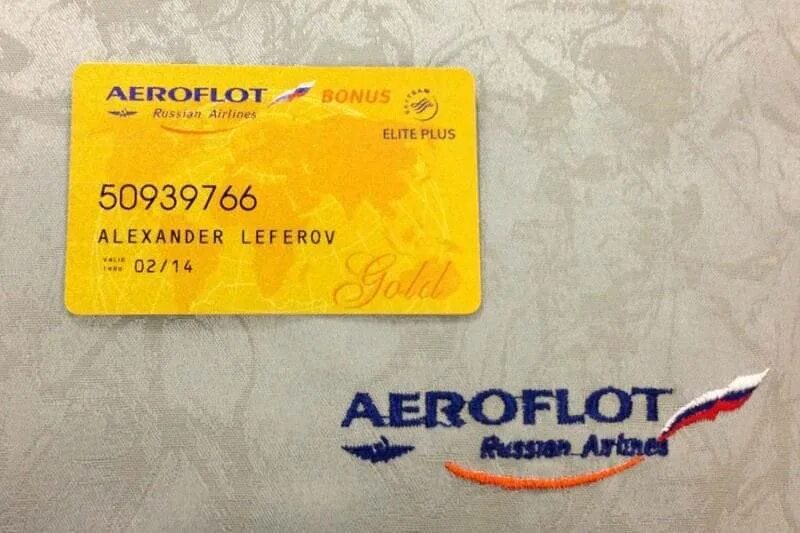 AEROFLOT BONUS
Russian Airlines
SKYTEAM
ELITE PLUS
50939766
ALEXANDER LEFEROV
VALID
THRU 02/14
Gold
AEROFLOT
Russian Airlines